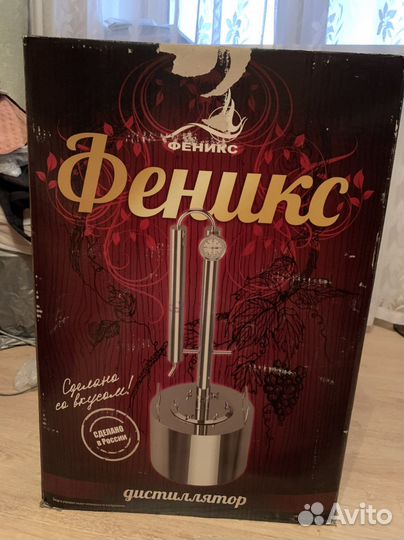 ФЕНИКС
Феникс
Сделано
со вкусом!
СДЕЛАНО
В РОССИИ
дистиллятор
Avito